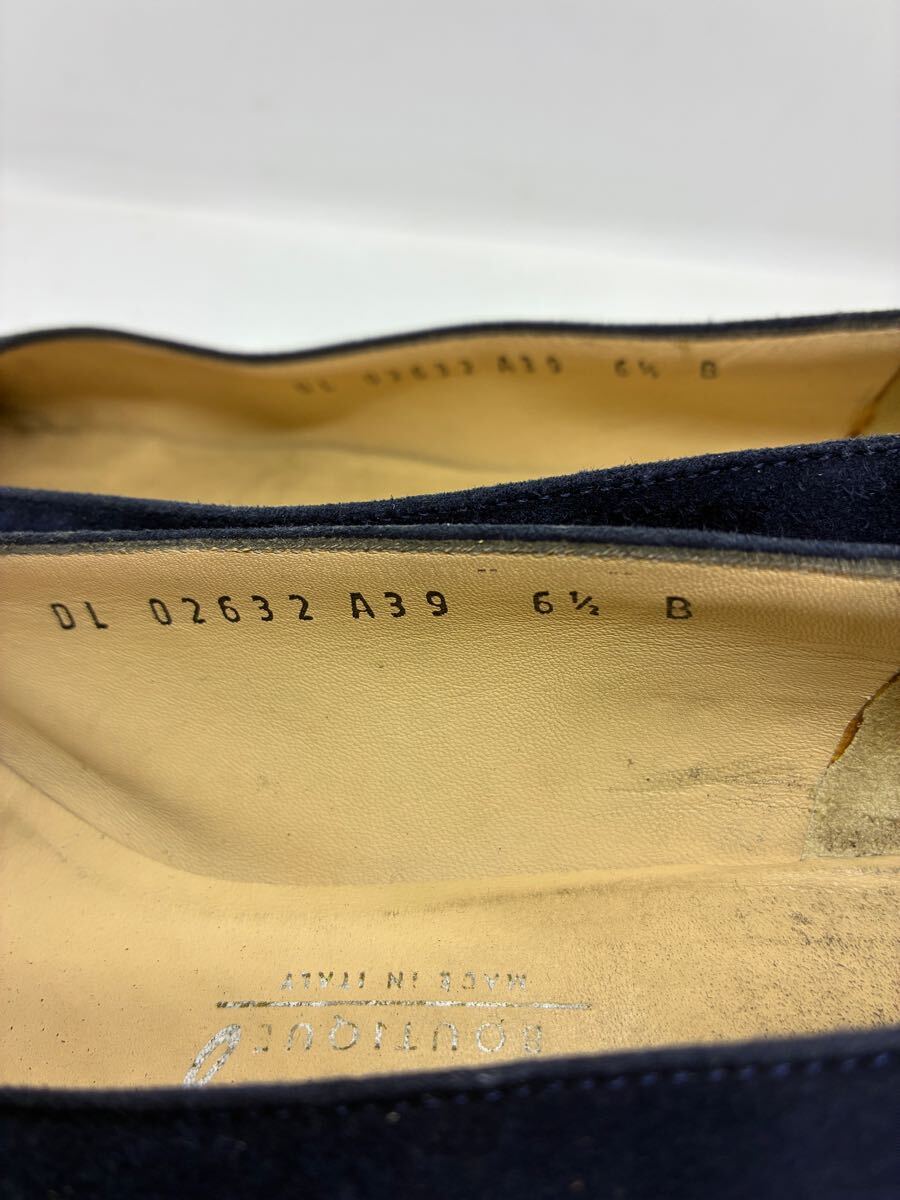 DL 02632 A39 6½ B
DL 02632 A39 6½ B
BOUTIQUE
MADE IN ITALY